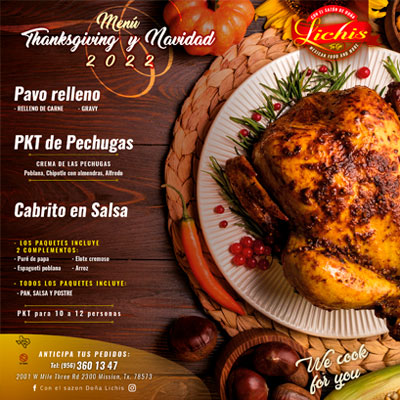 Menú
Thanksgiving y Navidad
2022
CON EL SAZÓN DE DOÑA
Lichis
MEXICAN FOOD AND MORE
Pavo relleno
- RELLENO DE CARNE - GRAVY
PKT de Pechugas
CREMA DE LAS PECHUGAS
Poblana, Chipotle con almendras, Alfredo
Cabrito en Salsa
- LOS PAQUETES INCLUYE
2 COMPLEMENTOS:
- Puré de papa - Elote cremoso
- Espagueti poblana - Arroz
- TODOS LOS PAQUETES INCLUYE:
- PAN, SALSA Y POSTRE
PKT para 10 a 12 personas
ANTICIPA TUS PEDIDOS:
Tel: (956) 360 13 47
2001 W Mile Three Rd 2300 Mission, Tx. 78573
Con el sazon Doña Lichis
We cook
for you